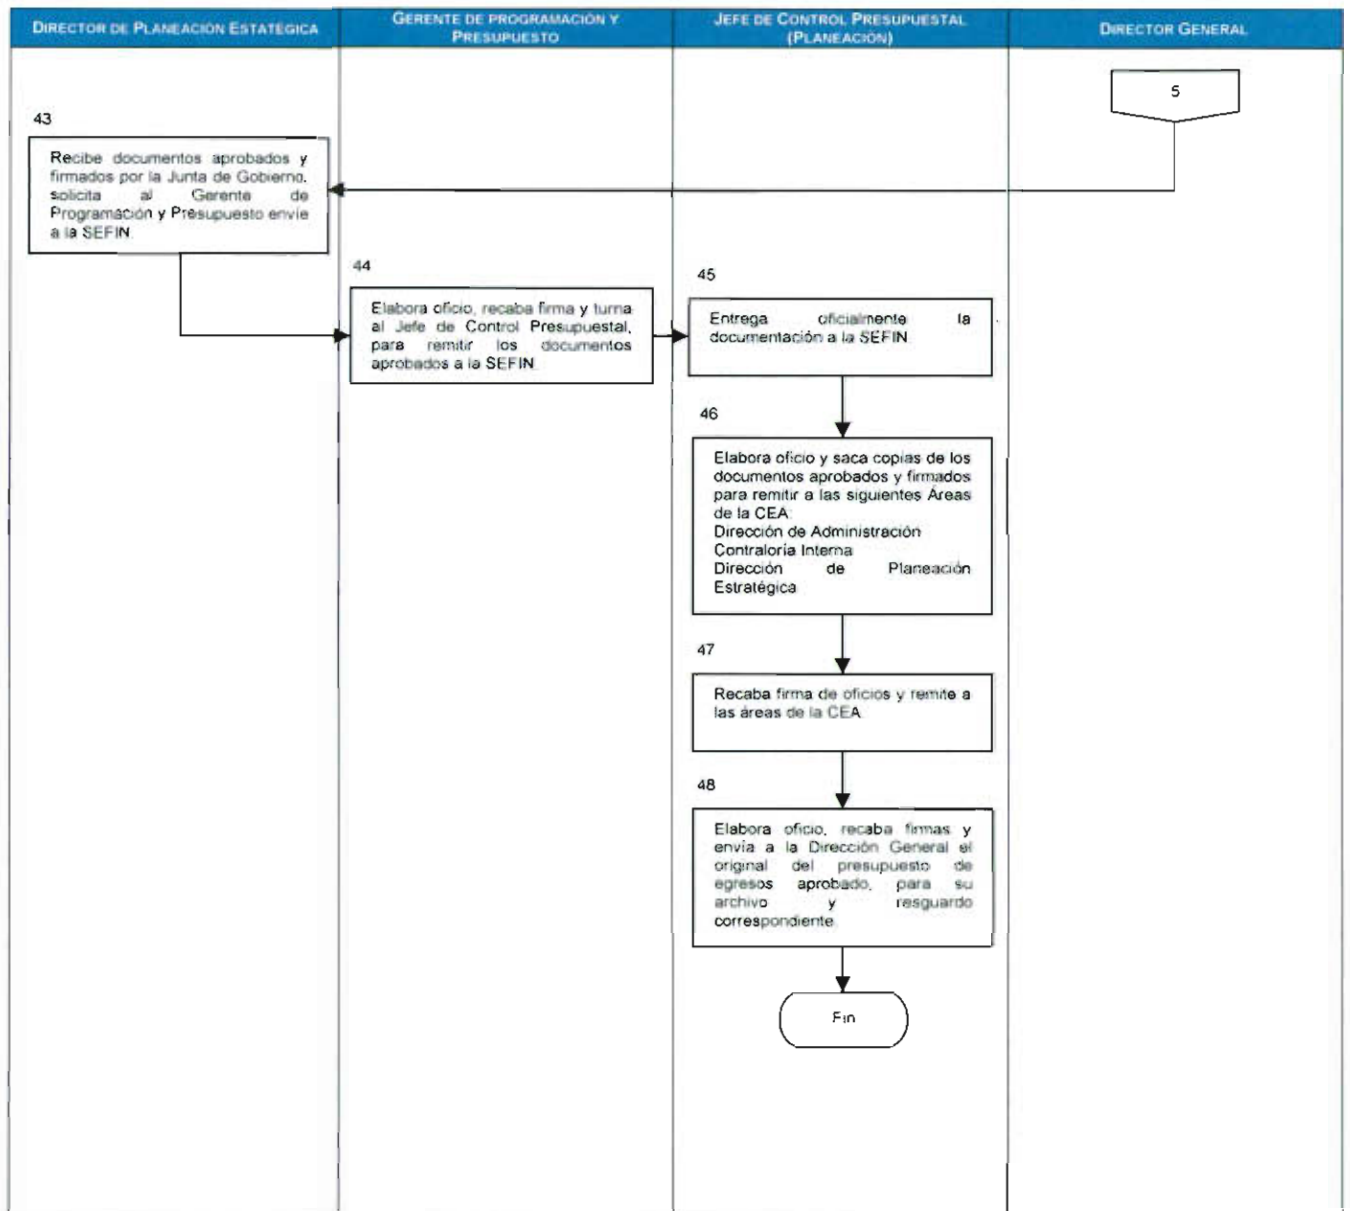 DIRECTOR DE PLANEACIÓN ESTATÉGICA
GERENTE DE PROGRAMACIÓN Y
PRESUPUESTO
JEFE DE CONTROL PRESUPUESTAL
(PLANEACIÓN)
DIRECTOR GENERAL
5
43
Recibe documentos aprobados y
firmados por la Junta de Gobierno,
solicita al Gerente de
Programación y Presupuesto envíe
a la SEFIN
44
Elabora oficio, recaba firma y turna
al Jefe de Control Presupuestal,
para remitir los documentos
aprobados a la SEFIN
45
Entrega oficialmente la
documentación a la SEFIN
46
Elabora oficio y saca copias de los
documentos aprobados y firmados
para remitir a las siguientes Áreas
de la CEA
Dirección de Administración
Contraloría Interna
Dirección de Planeación
Estratégica
47
Recaba firma de oficios y remite a
las áreas de la CEA
48
Elabora oficio, recaba firmas y
envía a la Dirección General el
original del presupuesto de
egresos aprobado, para su
archivo y resguardo
correspondiente
Fin